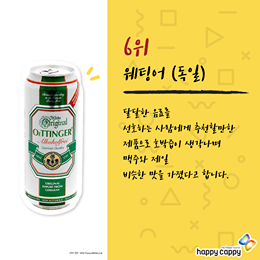 6위
웨팅어 (독일)
달달한 음료를
선호하는 사람에게 추천할만한
제품으로 호박씨이 생각나며
맥주와 제일
비슷한 맛을 가졌다고 합니다.
Original
OeTTINGER
Alkoholfrei
ORIGINAL
GERMANY
happy cappy